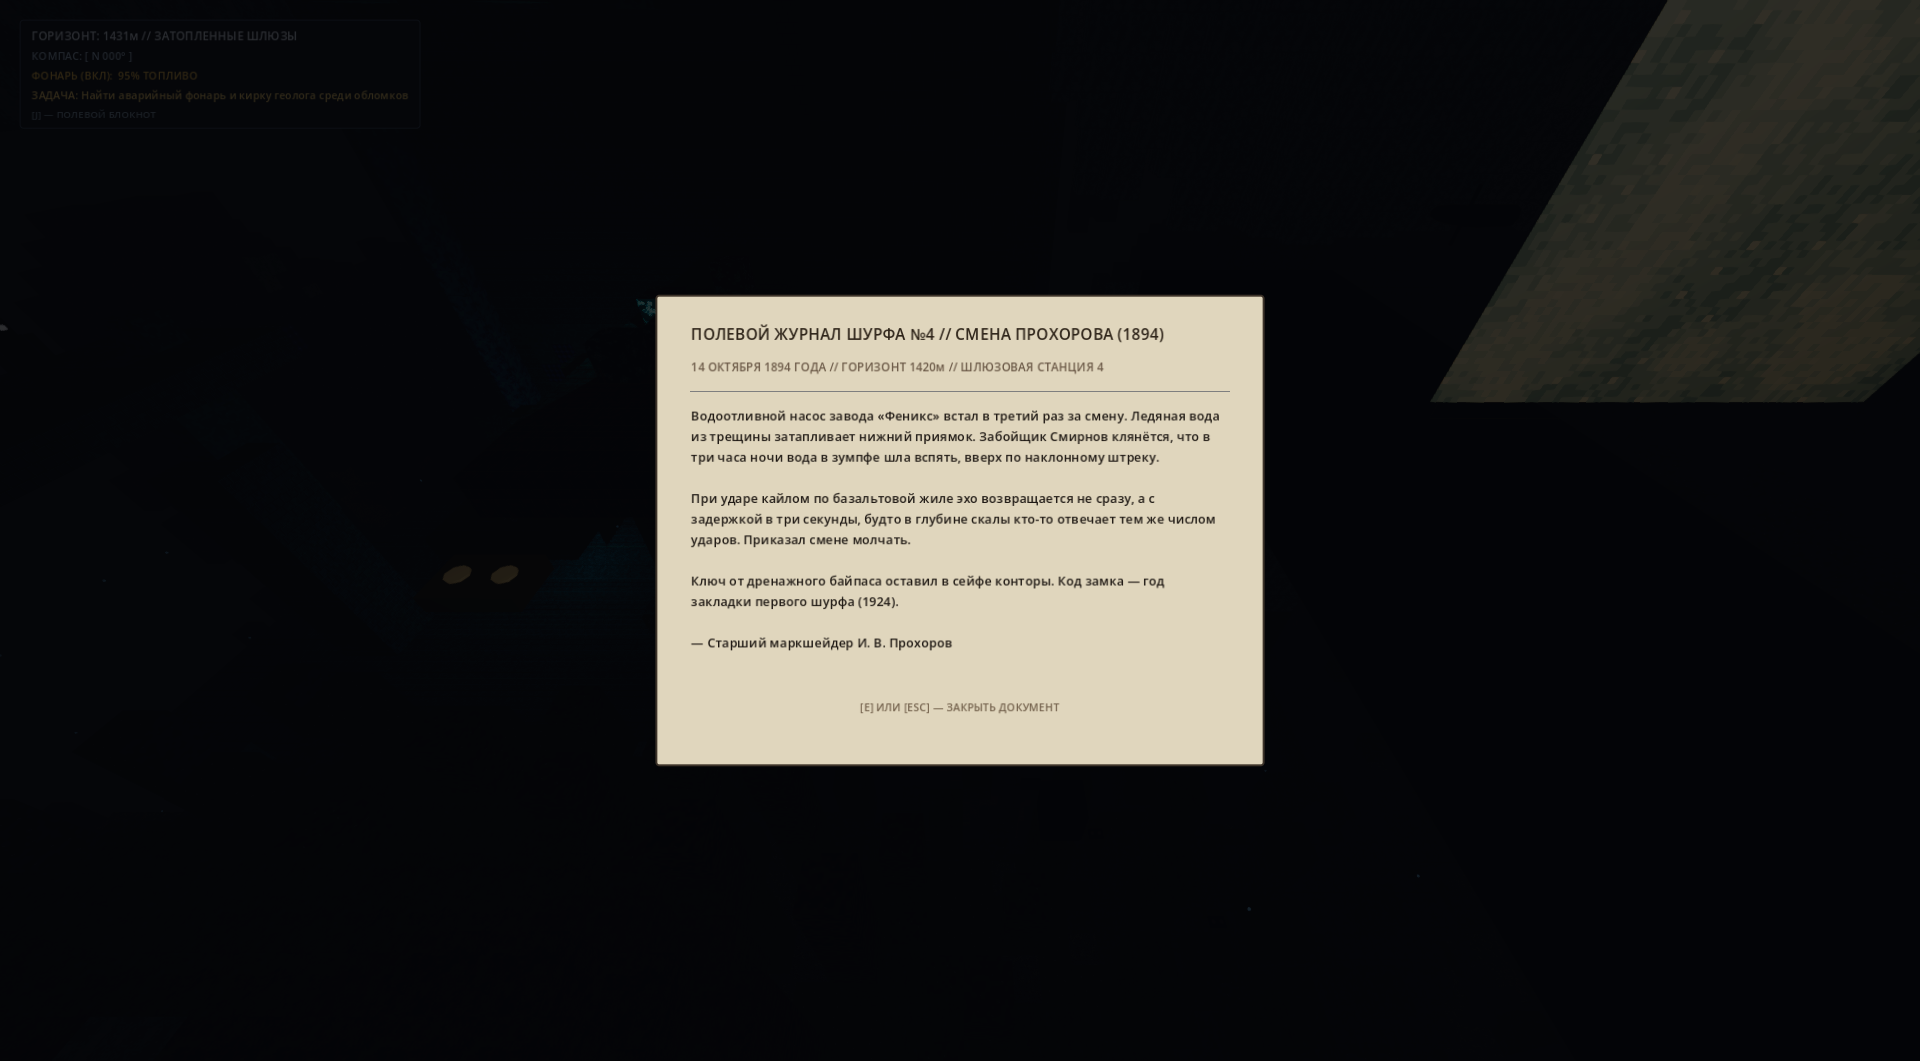 ГОРИЗОНТ: 1431м // ЗАТОПЛЕННЫЕ ШЛЮЗЫ
КОМПАС: [ N 000° ]
ФОНАРЬ (ВКЛ): 95% ТОПЛИВО
ЗАДАЧА: Найти аварийный фонарь и кирку геолога среди обломков
[J] — ПОЛЕВОЙ БЛОКНОТ
ПОЛЕВОЙ ЖУРНАЛ ШУРФА №4 // СМЕНА ПРОХОРОВА (1894)
14 ОКТЯБРЯ 1894 ГОДА // ГОРИЗОНТ 1420м // ШЛЮЗОВАЯ СТАНЦИЯ 4
Водоотливной насос завода «Феникс» встал в третий раз за смену. Ледяная вода
из трещины затапливает нижний приямок. Забойщик Смирнов клянётся, что в
три часа ночи вода в зумпфе шла вспять, вверх по наклонному штреку.
При ударе кайлом по базальтовой жиле эхо возвращается не сразу, а с
задержкой в три секунды, будто в глубине скалы кто-то отвечает тем же числом
ударов. Приказал смене молчать.
Ключ от дренажного байпаса оставил в сейфе конторы. Код замка — год
закладки первого шурфа (1924).
— Старший маркшейдер И. В. Прохоров
[E] ИЛИ [ESC] — ЗАКРЫТЬ ДОКУМЕНТ